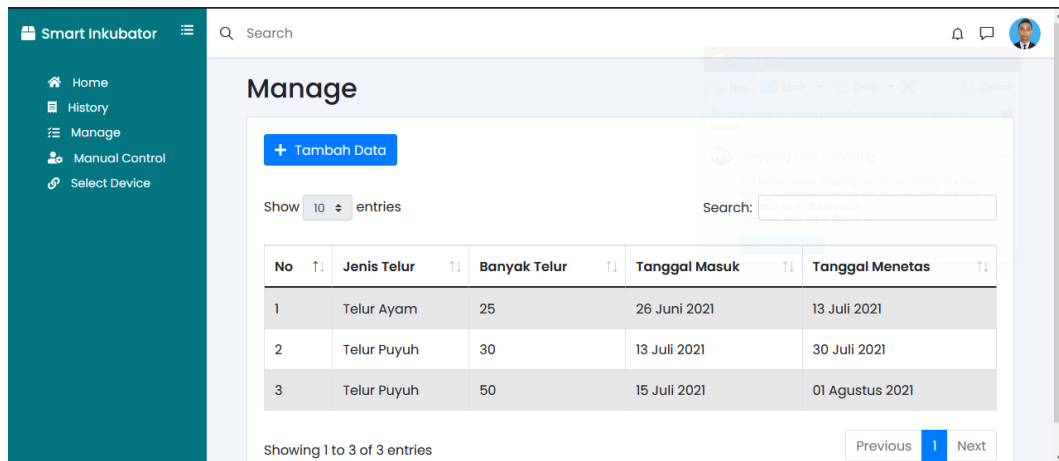 Smart Inkubator
Search
Home
History
Manage
Manual Control
Select Device
Manage
+ Tambah Data
Show 10 entries
Search:
No Jenis Telur Banyak Telur Tanggal Masuk Tanggal Menetas
1 Telur Ayam 25 26 Juni 2021 13 Juli 2021
2 Telur Puyuh 30 13 Juli 2021 30 Juli 2021
3 Telur Puyuh 50 15 Juli 2021 01 Agustus 2021
Showing 1 to 3 of 3 entries
Previous 1 Next